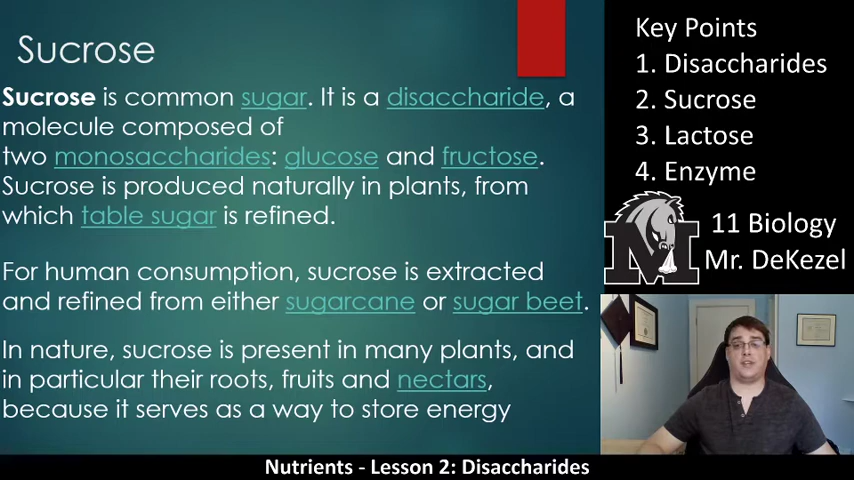 Sucrose
Sucrose is common sugar. It is a disaccharide, a
molecule composed of
two monosaccharides: glucose and fructose.
Sucrose is produced naturally in plants, from
which table sugar is refined.
For human consumption, sucrose is extracted
and refined from either sugarcane or sugar beet.
In nature, sucrose is present in many plants, and
in particular their roots, fruits and nectars,
because it serves as a way to store energy
Key Points
1. Disaccharides
2. Sucrose
3. Lactose
4. Enzyme
M
11 Biology
Mr. DeKezel
Nutrients - Lesson 2: Disaccharides